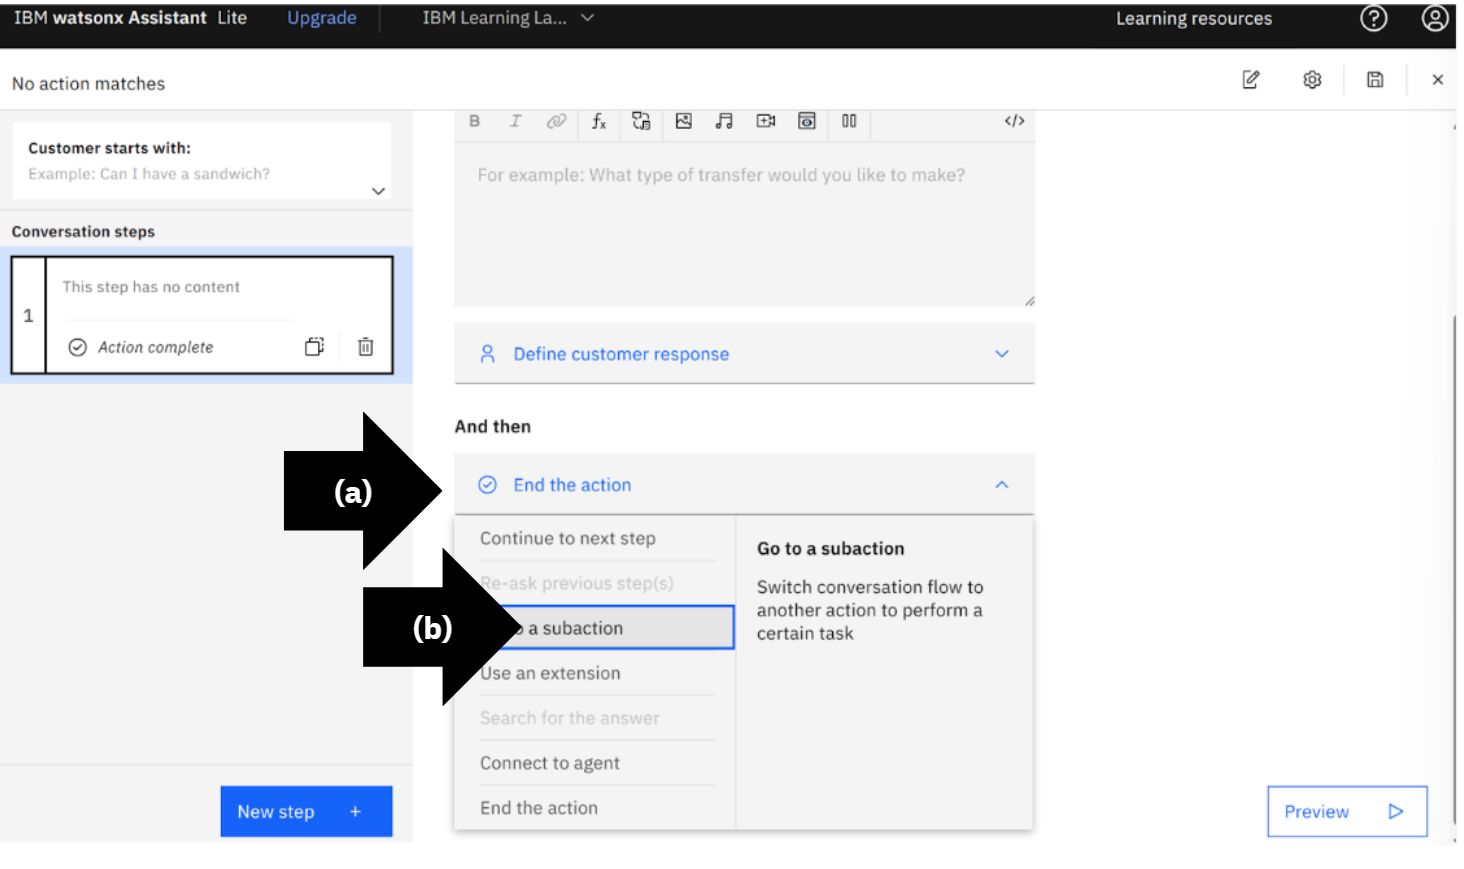 IBM watsonx Assistant Lite Upgrade IBM Learning La... Learning resources
No action matches
Customer starts with:
Example: Can I have a sandwich?
Conversation steps
1
This step has no content
Action complete
New step +
B I fx </>
For example: What type of transfer would you like to make?
Define customer response
And then
(a)
End the action
Continue to next step
Re-ask previous step(s)
(b)
a subaction
Use an extension
Search for the answer
Connect to agent
End the action
Go to a subaction
Switch conversation flow to
another action to perform a
certain task
Preview